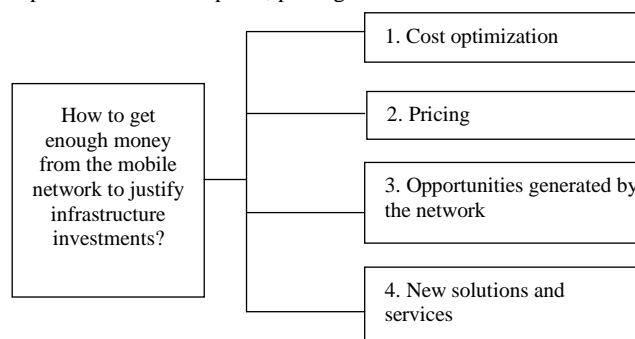 1. Cost optimization
How to get
enough money
from the mobile
network to justify
infrastructure
investments?
2. Pricing
3. Opportunities generated by
the network
4. New solutions and
services